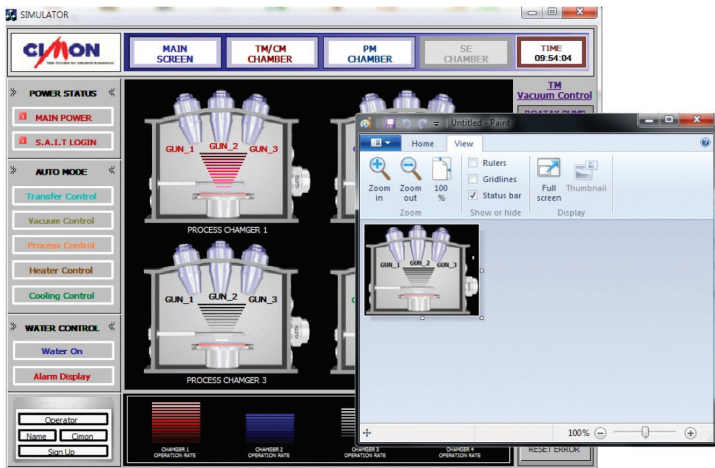 SIMULATOR
CIMON
MAIN
SCREEN
TM/CM
CHAMBER
PM
CHAMBER
SE
CHAMBER
TIME
09:54:04
POWER STATUS
MAIN POWER
S.A.I.T LOGIN
AUTO MODE
Transfer Control
Vacuum Control
Process Control
Heater Control
Cooling Control
WATER CONTROL
Water On
Alarm Display
Operator
Name Cimon
Sign Up
GUN_1 GUN_2 GUN_3
PROCESS CHAMGER 1
GUN_1 GUN_2 GUN_3
PROCESS CHAMGER 3
CHAMGER 1
OPERATION RATE
CHAMGER 2
OPERATION RATE
CHAMGER 3
OPERATION RATE
CHAMGER 4
OPERATION RATE
TM
Vacuum Control
RESET ERROR
Untitled - Paint
Home View
Zoom
in
Zoom
out
100
%
Rulers
Gridlines
Status bar
Full
screen
Thumbnail
Zoom
Show or hide
Display
GUN_1 GUN_2 GUN_3
100%